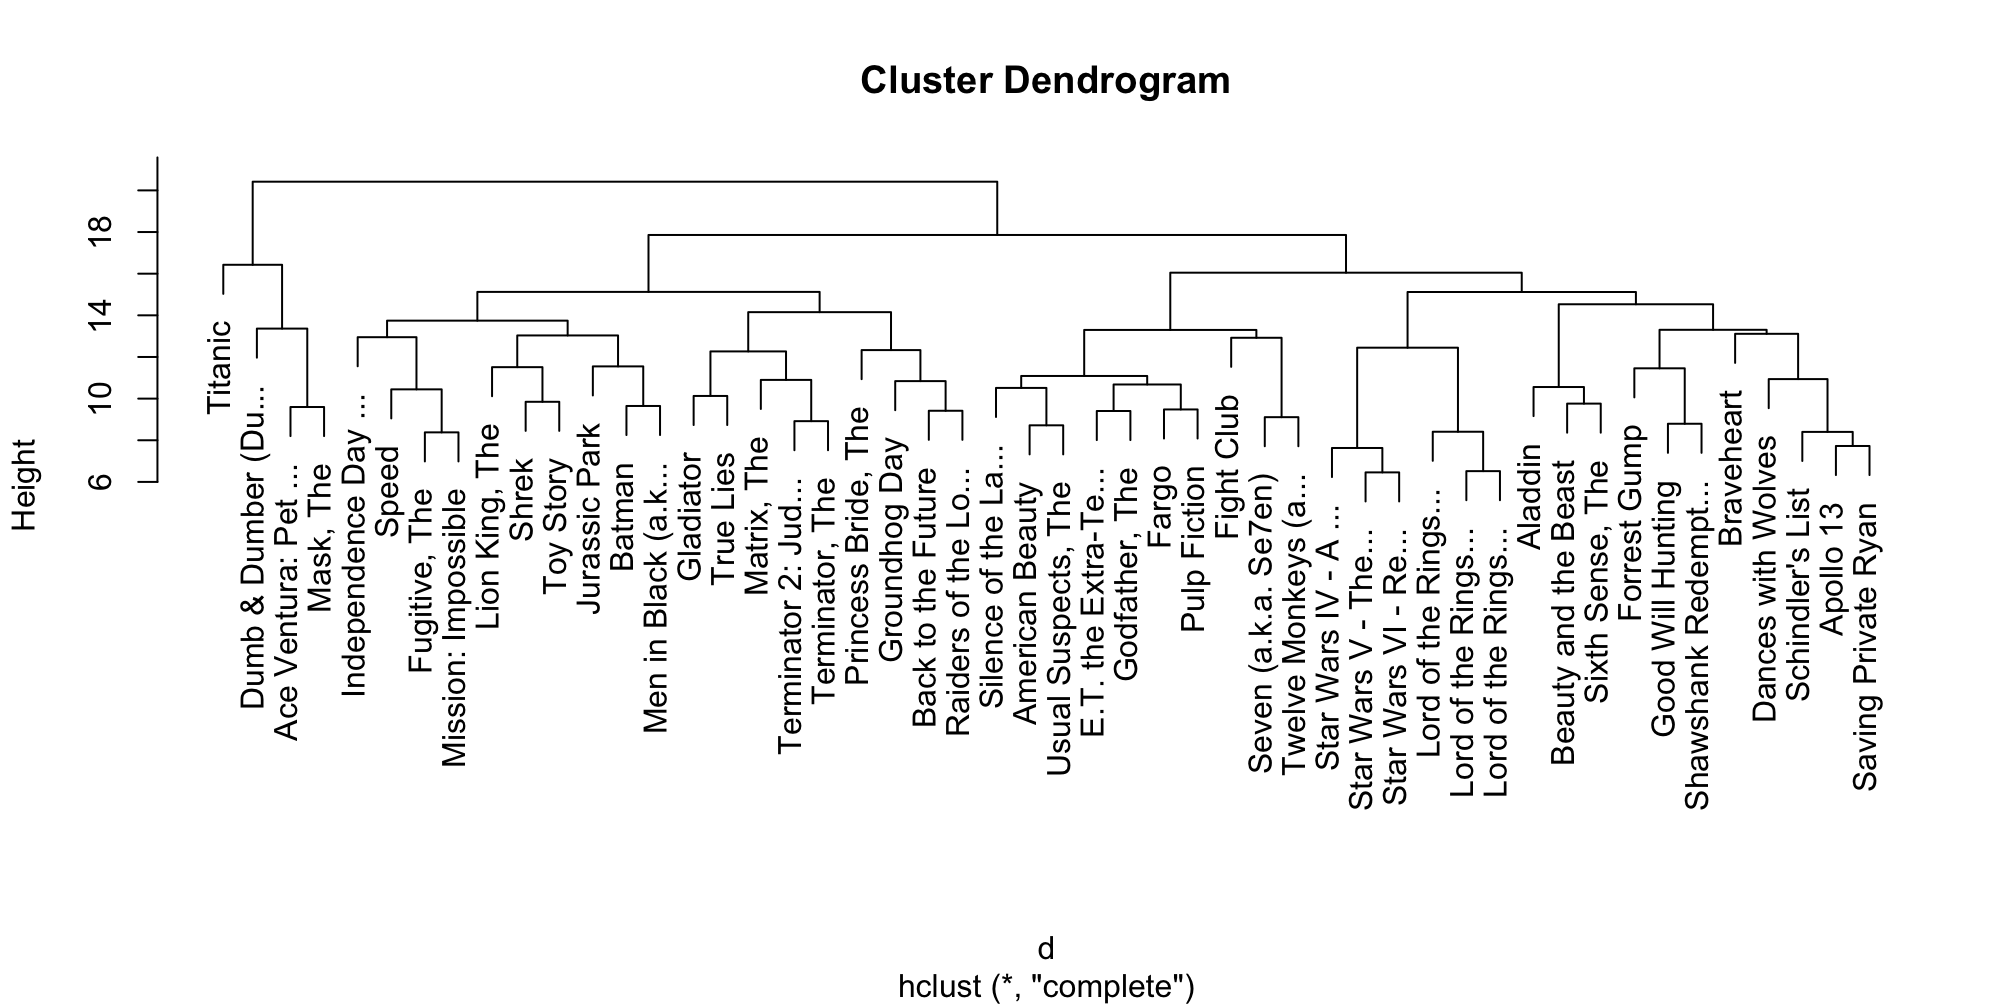 Cluster Dendrogram
Height
18
14
10
6
Titanic
Dumb & Dumber (Du...
Ace Ventura: Pet ...
Mask, The
Independence Day ...
Speed
Fugitive, The
Mission: Impossible
Lion King, The
Shrek
Toy Story
Jurassic Park
Batman
Men in Black (a.k...
Gladiator
True Lies
Matrix, The
Terminator 2: Jud...
Terminator, The
Princess Bride, The
Groundhog Day
Back to the Future
Raiders of the Lo...
Silence of the La...
American Beauty
Usual Suspects, The
E.T. the Extra-Te...
Godfather, The
Fargo
Pulp Fiction
Fight Club
Seven (a.k.a. Se7en)
Twelve Monkeys (a...
Star Wars IV - A ...
Star Wars V - The...
Star Wars VI - Re...
Lord of the Rings...
Lord of the Rings...
Lord of the Rings...
Aladdin
Beauty and the Beast
Sixth Sense, The
Forrest Gump
Good Will Hunting
Shawshank Redempt...
Braveheart
Dances with Wolves
Schindler's List
Apollo 13
Saving Private Ryan
d
hclust (*, "complete")